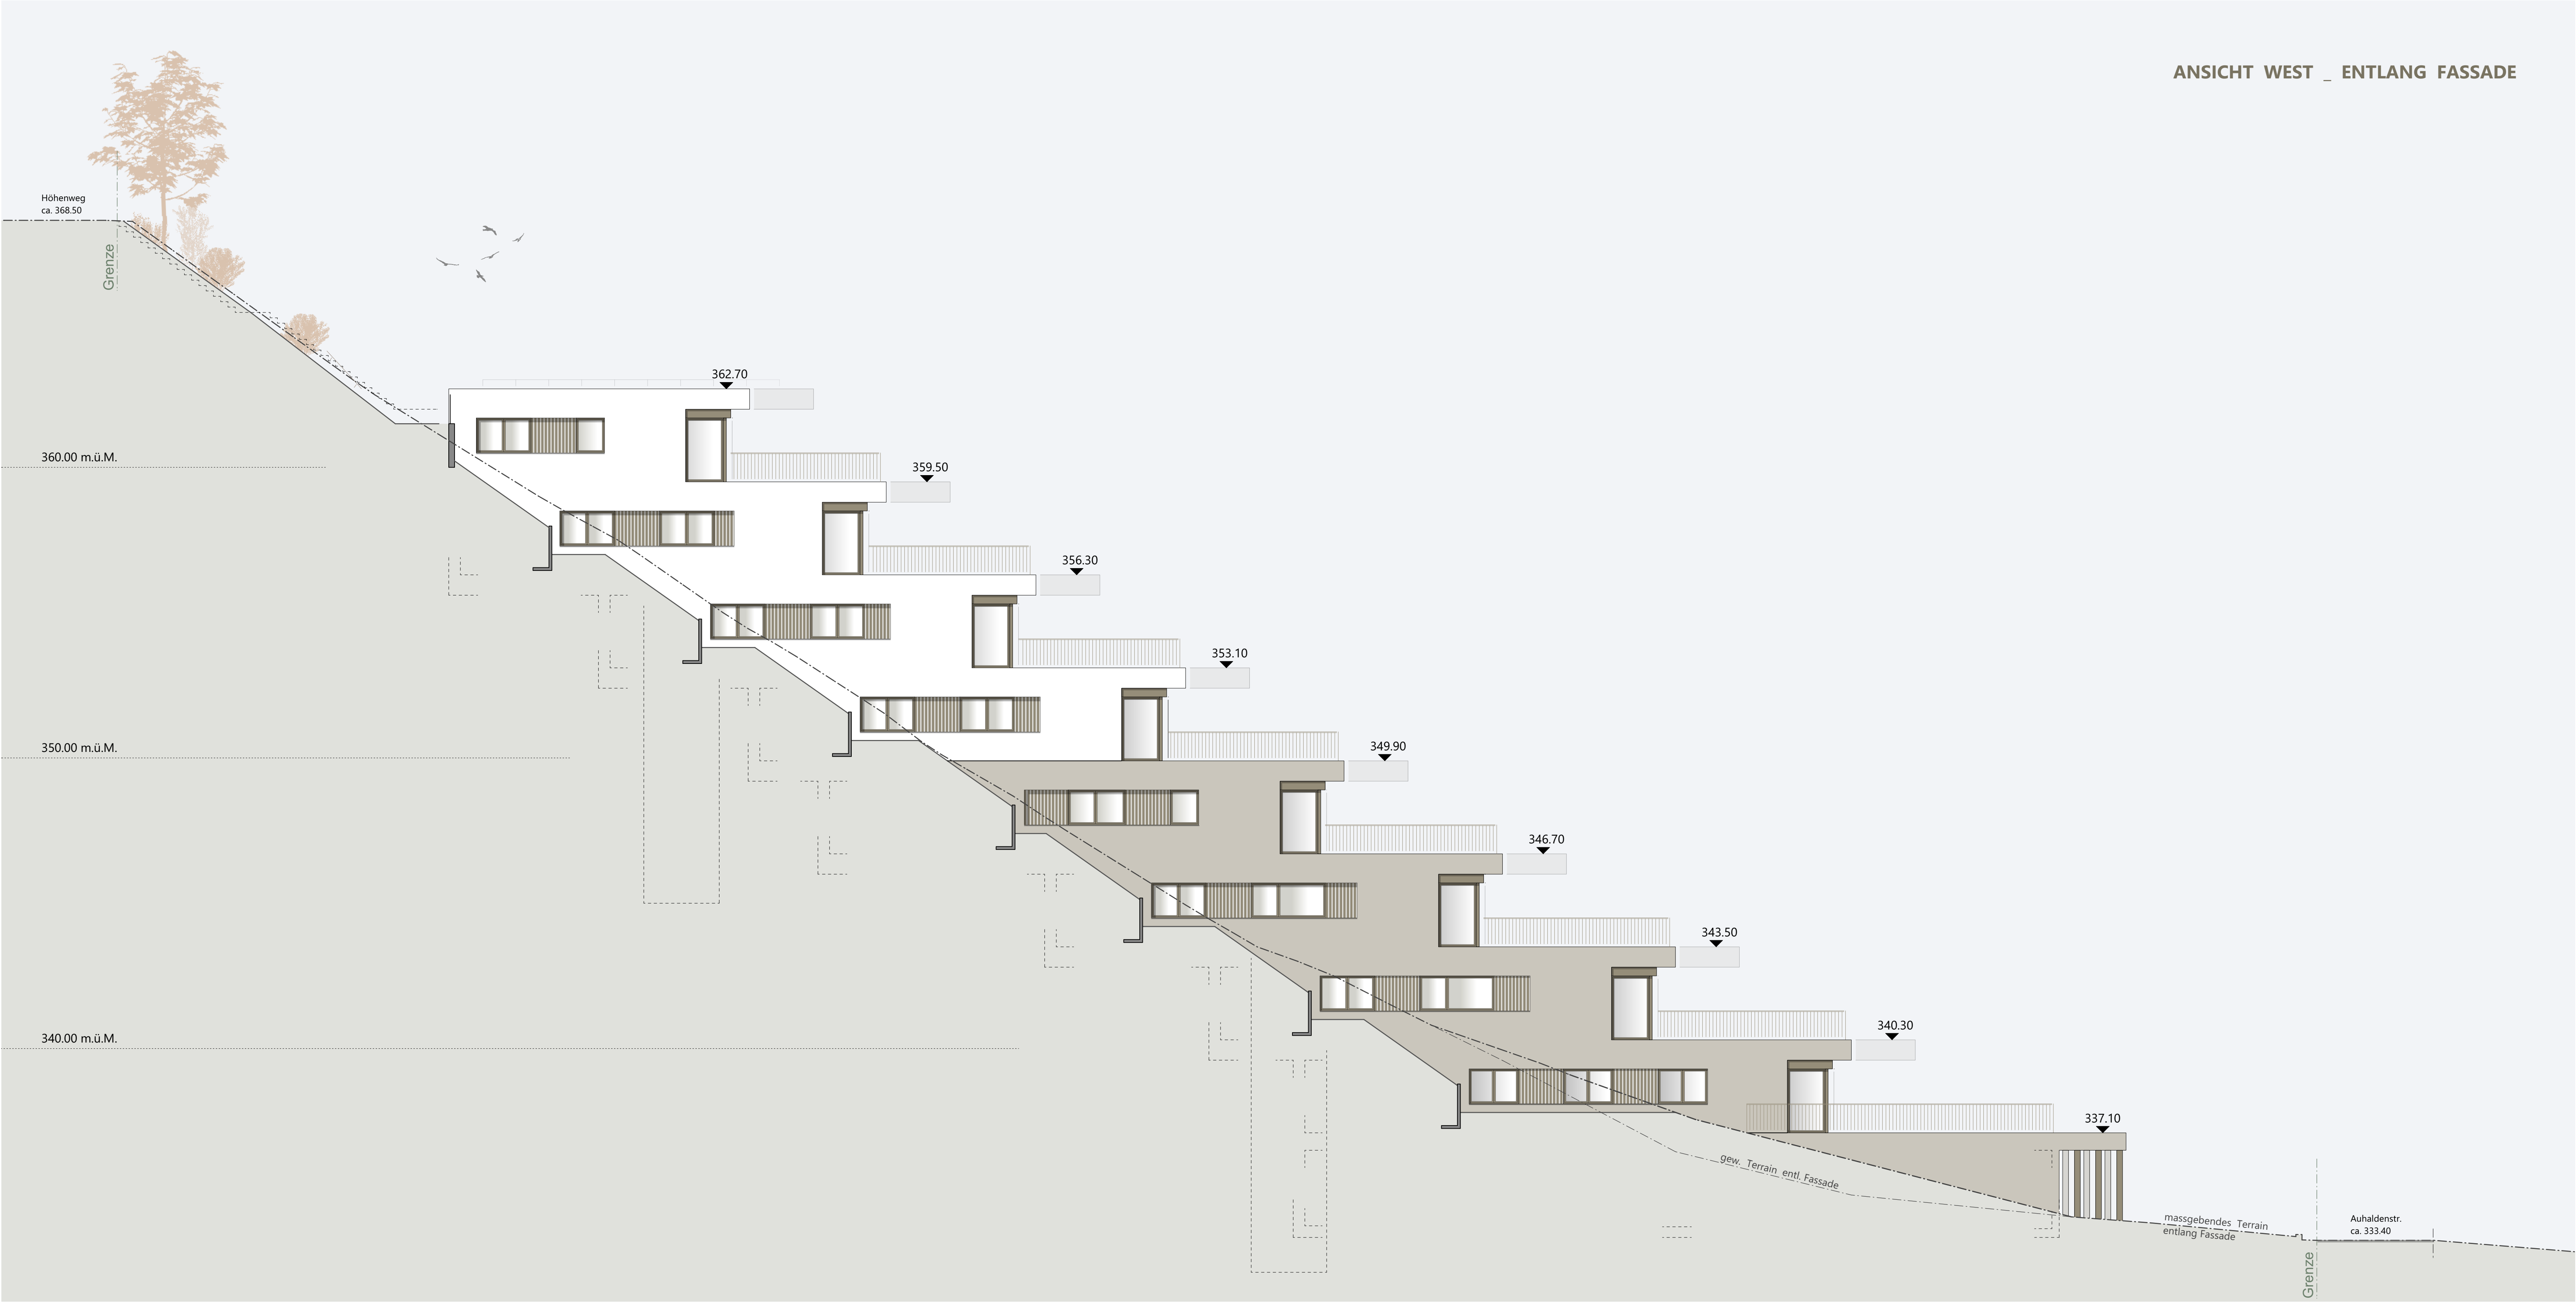 ANSICHT WEST _ ENTLANG FASSADE
Höhenweg
ca. 368.50
Grenze
362.70
360.00 m.ü.M.
359.50
356.30
353.10
350.00 m.ü.M.
349.90
346.70
343.50
340.30
340.00 m.ü.M.
337.10
gew. Terrain entl. Fassade
massgebendes Terrain
entlang Fassade
Auhaldenstr.
ca. 333.40
Grenze